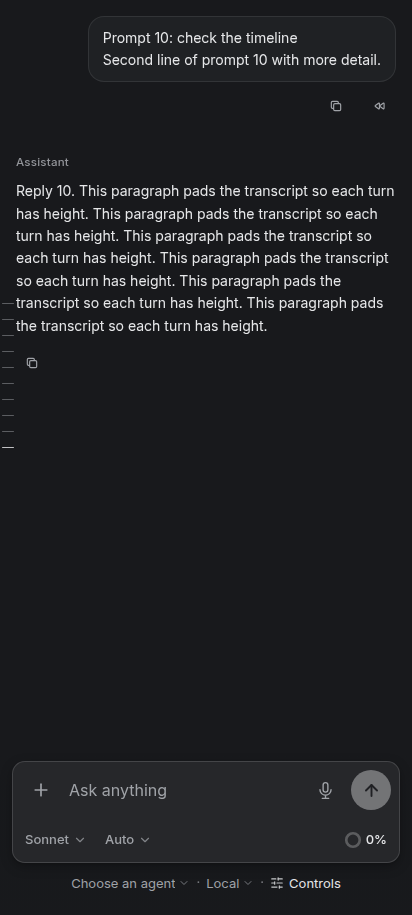 Prompt 10: check the timeline
Second line of prompt 10 with more detail.
Assistant
Reply 10. This paragraph pads the transcript so each turn
has height. This paragraph pads the transcript so each
turn has height. This paragraph pads the transcript so
each turn has height. This paragraph pads the transcript
so each turn has height. This paragraph pads the
transcript so each turn has height. This paragraph pads
the transcript so each turn has height.
Ask anything
Sonnet Auto 0%
Choose an agent · Local · Controls